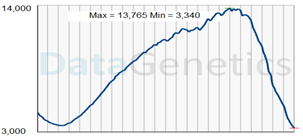 14,000
Max = 13,765 Min = 3,340
DataGenetics
3,000